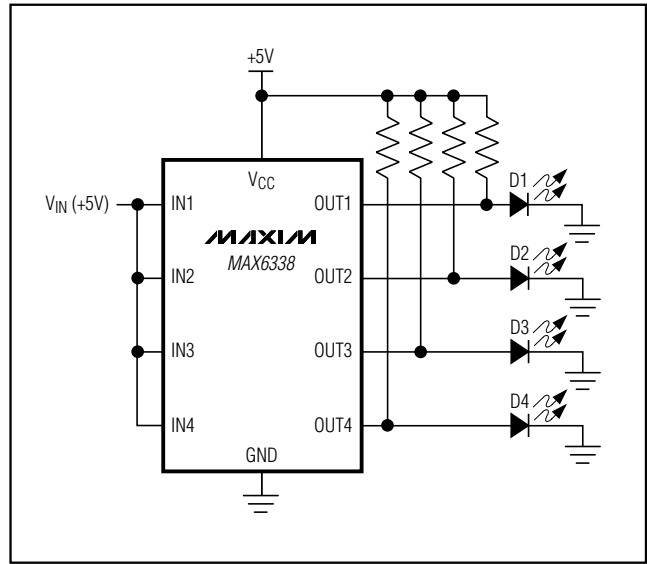 +5V
VCC
VIN (+5V)
IN1
OUT1
D1
MAXIM
MAX6338
IN2
OUT2
D2
IN3
OUT3
D3
IN4
OUT4
D4
GND